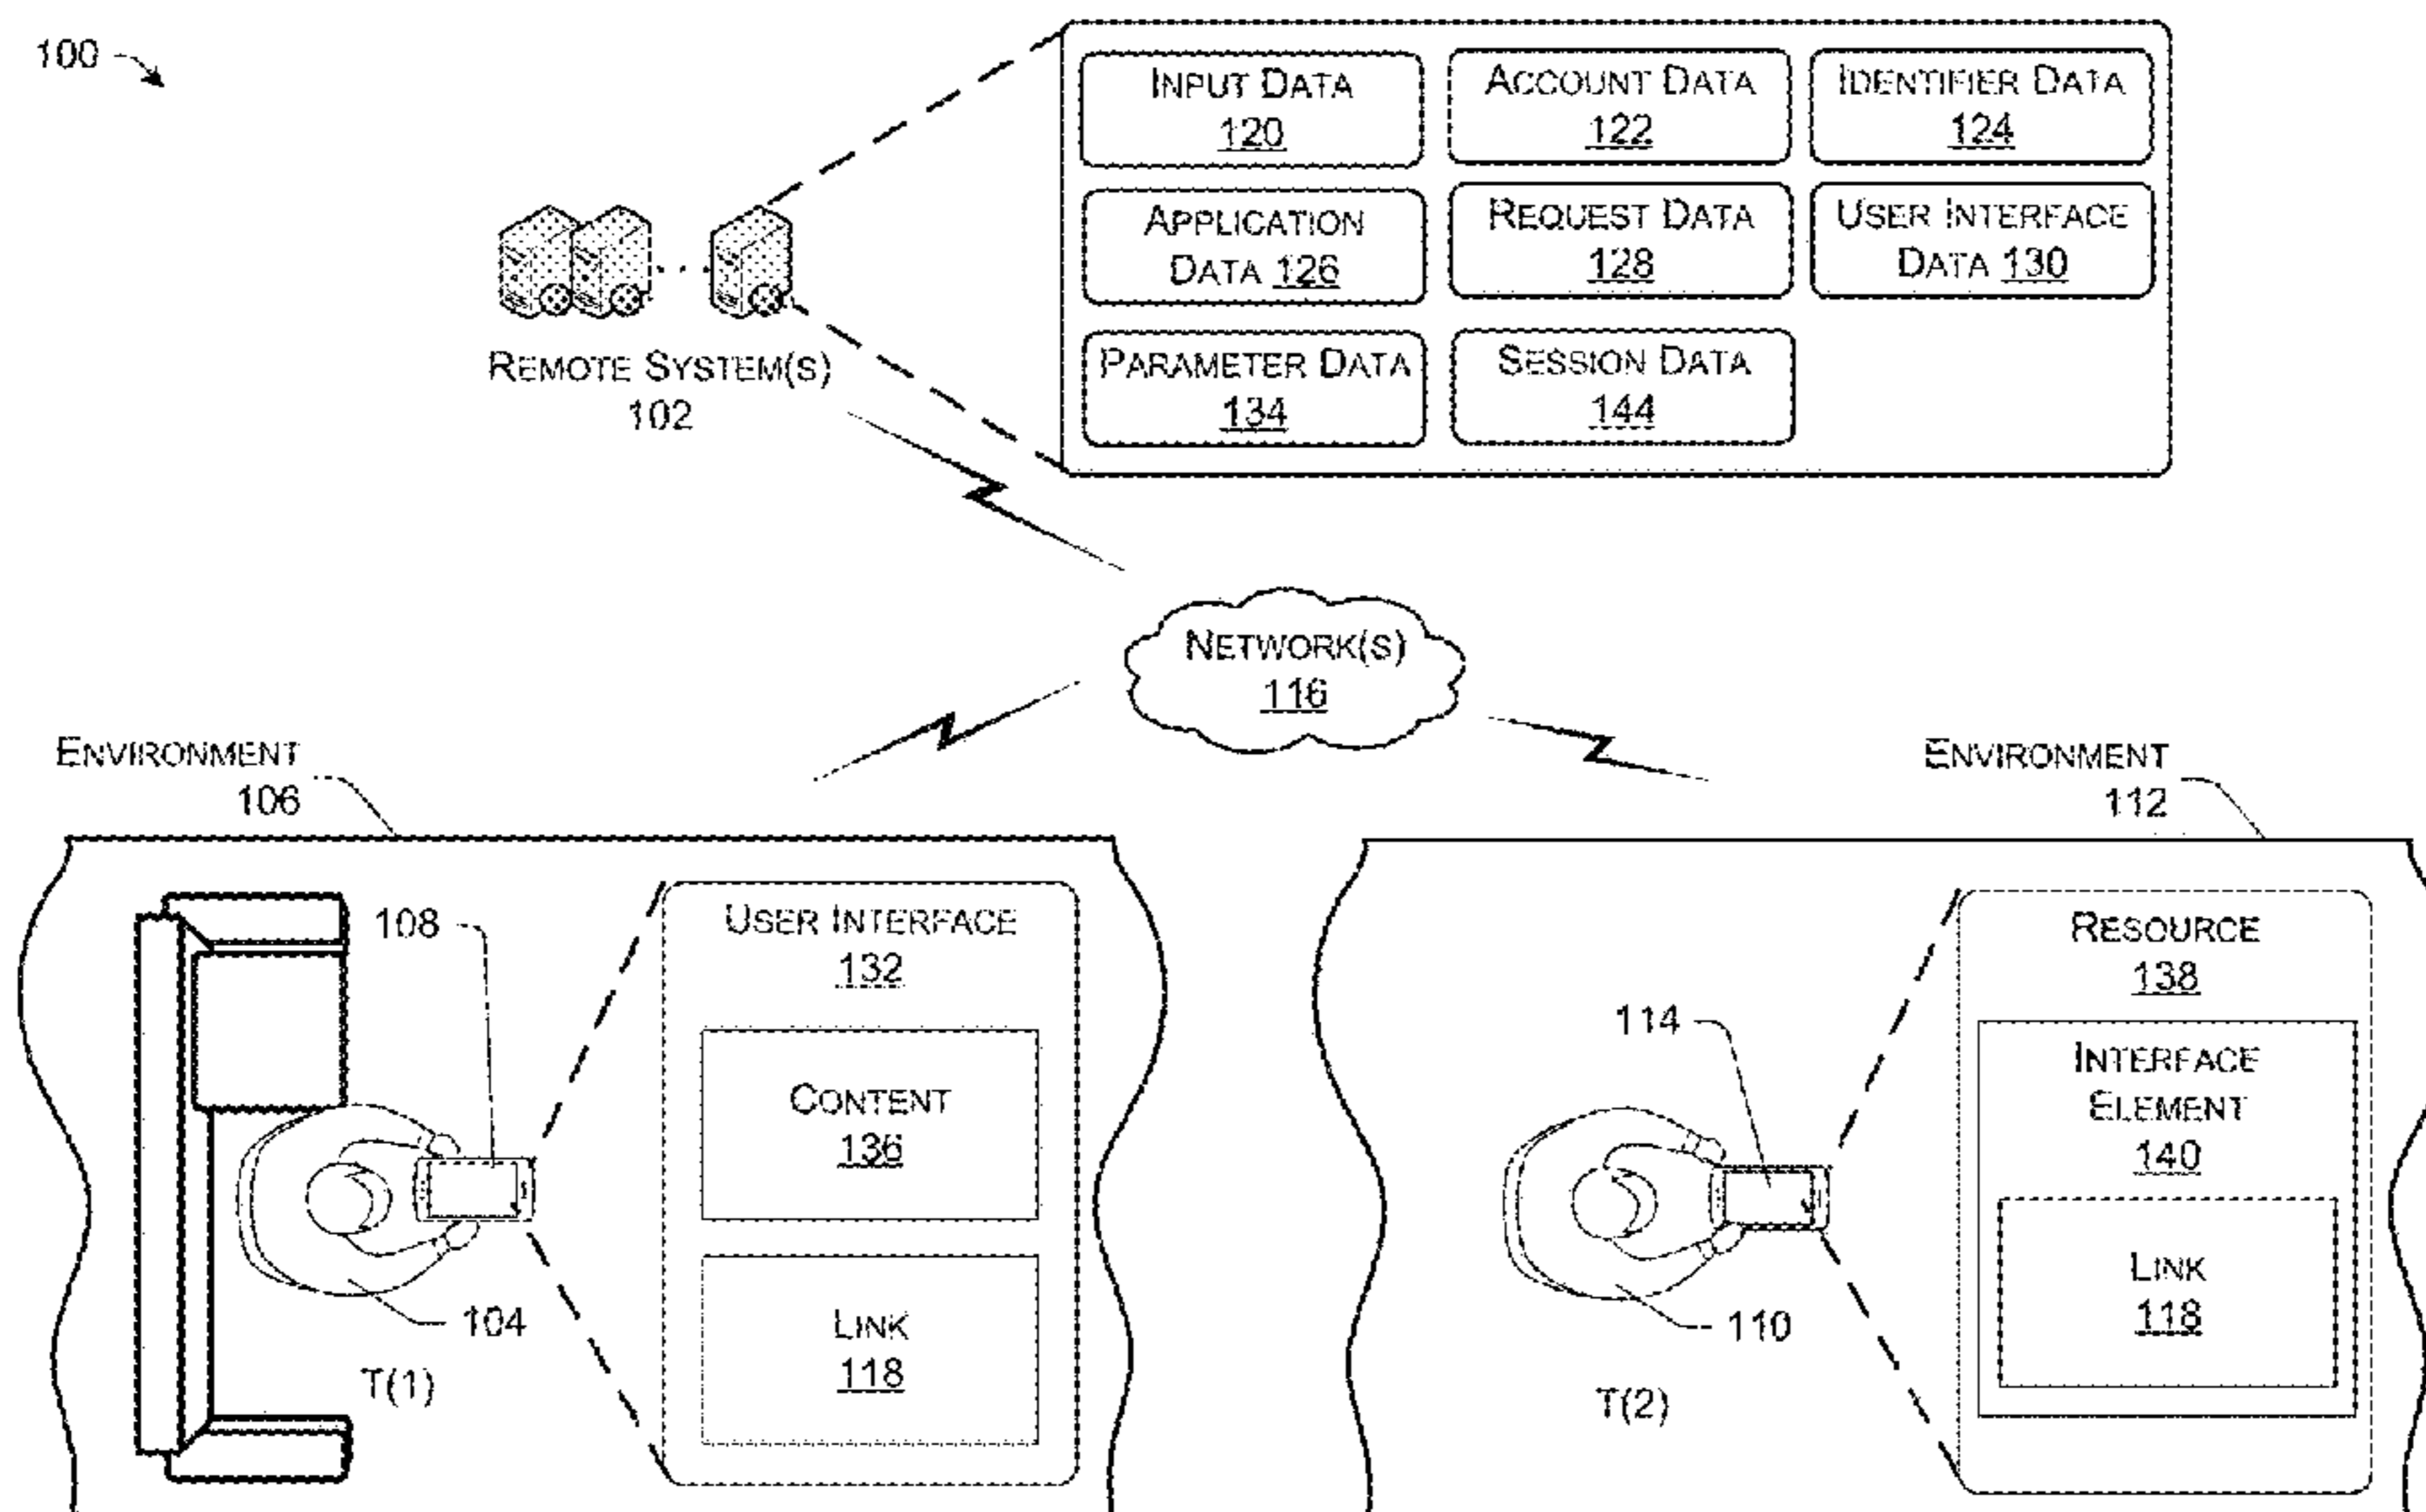 100
INPUT DATA
120
ACCOUNT DATA
122
IDENTIFIER DATA
124
APPLICATION
DATA 126
REQUEST DATA
128
USER INTERFACE
DATA 130
PARAMETER DATA
134
SESSION DATA
144
REMOTE SYSTEM(S)
102
NETWORK(S)
116
ENVIRONMENT
106
ENVIRONMENT
112
108
USER INTERFACE
132
CONTENT
136
LINK
118
104
T(1)
RESOURCE
138
114
INTERFACE
ELEMENT
140
LINK
118
110
T(2)